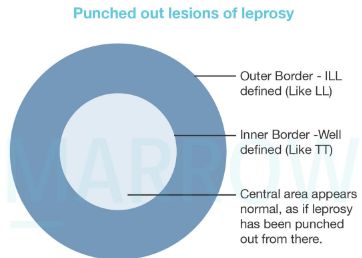 Punched out lesions of leprosy
Outer Border - ILL
defined (Like LL)
Inner Border -Well
defined (Like TT)
Central area appears
normal, as if leprosy
has been punched
out from there.
MARROW